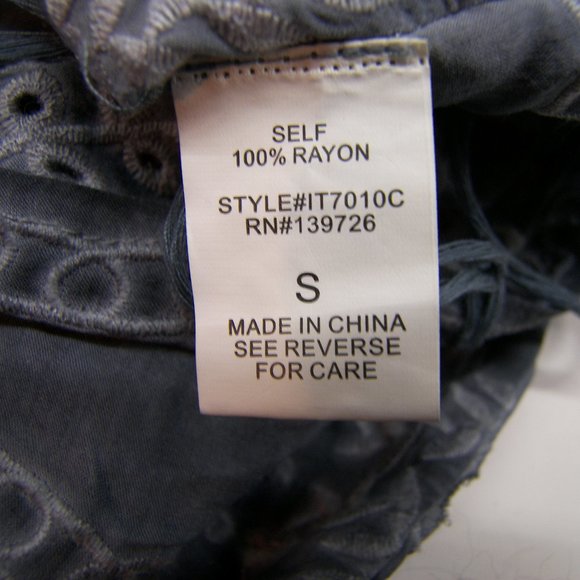 SELF
100% RAYON
STYLE#IT7010C
RN#139726
S
MADE IN CHINA
SEE REVERSE
FOR CARE